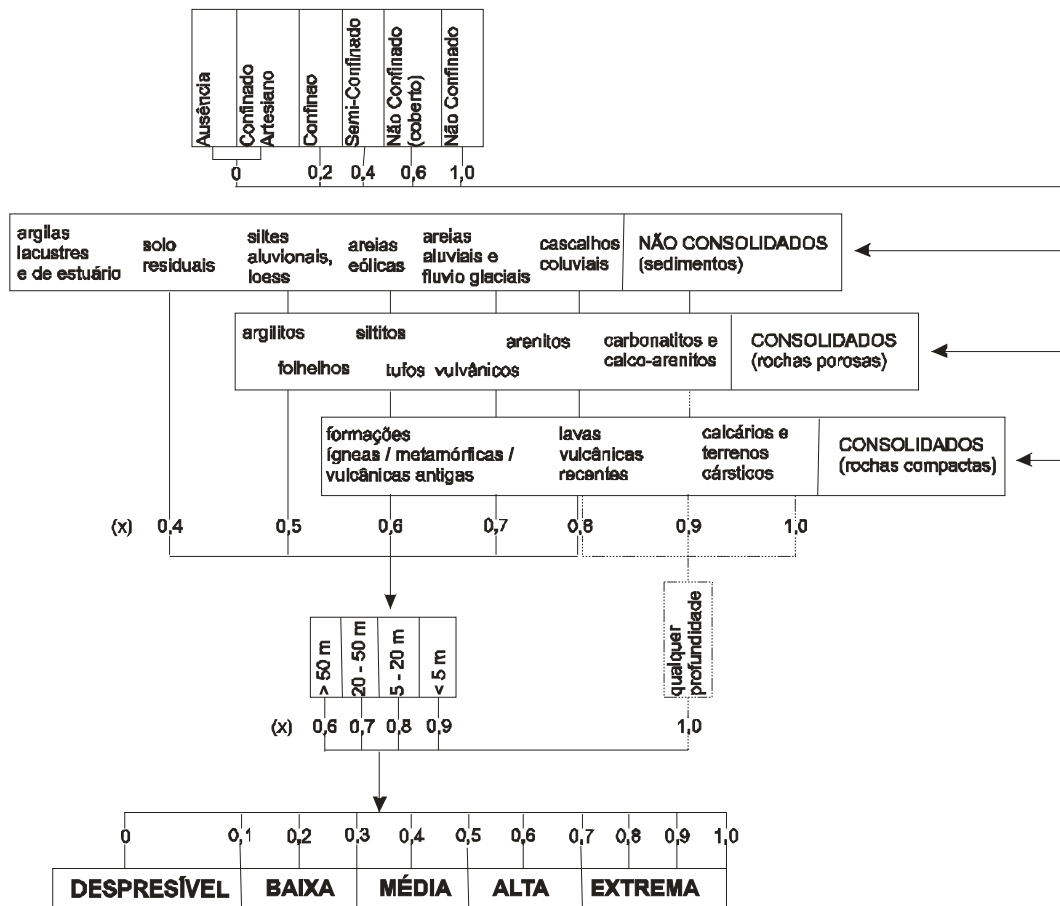 Ausência
Confinado
Artesiano
Confinao
Semi-Confinado
Não Confinado
(coberto)
Não Confinado
0
0,2
0,4
0,6
1,0
argilas
lacustres
e de estuário
solo
residuais
siltes
aluvionais,
loess
areias
eólicas
areias
aluviais e
fluvio glaciais
cascalhos
coluviais
NÃO CONSOLIDADOS
(sedimentos)
argilitos
folhelhos
siltitos
tufos vulvânicos
arenitos
carbonatitos e
calco-arenitos
CONSOLIDADOS
(rochas porosas)
formações
ígneas / metamórficas /
vulcânicas antigas
lavas
vulcânicas
recentes
calcários e
terrenos
cársticos
CONSOLIDADOS
(rochas compactas)
(x) 0,4 0,5 0,6 0,7 0,8 0,9 1,0
> 50 m
20 - 50 m
5 - 20 m
< 5 m
qualquer
profundidade
(x) 0,6 0,7 0,8 0,9 1,0
0 0,1 0,2 0,3 0,4 0,5 0,6 0,7 0,8 0,9 1,0
DESPRESÍVEL BAIXA MÉDIA ALTA EXTREMA